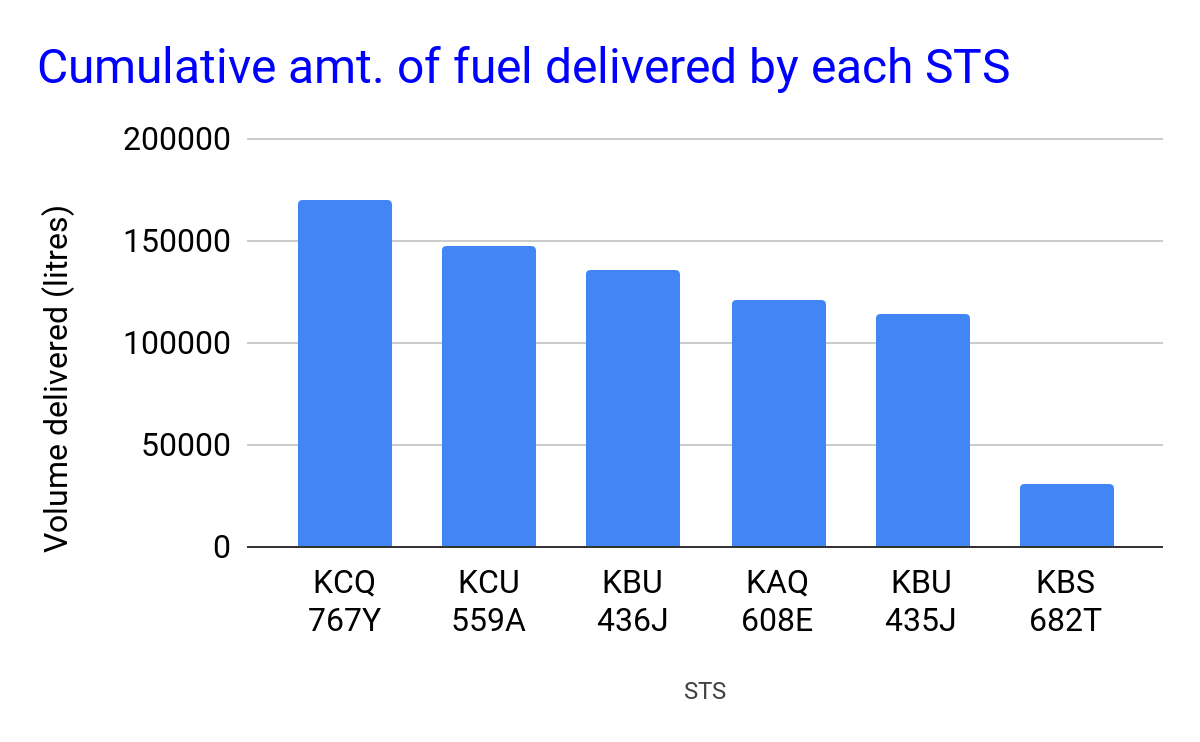 Cumulative amt. of fuel delivered by each STS
Volume delivered (litres)
200000
150000
100000
50000
0
KCQ 
767Y
KCU
559A
KBU
436J
KAQ
608E
KBU
435J
KBS
682T
STS